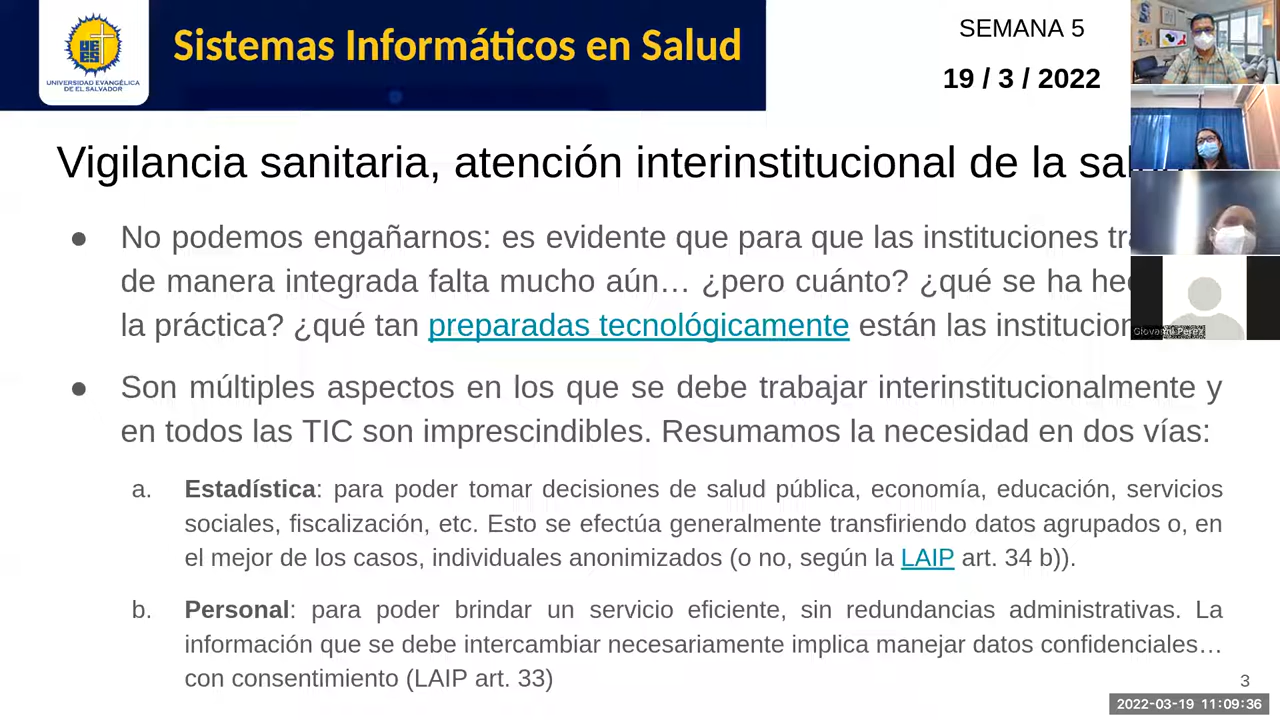 UNIVERSIDAD EVANGÉLICA
DE EL SALVADOR
Sistemas Informáticos en Salud
SEMANA 5
19 / 3 / 2022
Vigilancia sanitaria, atención interinstitucional de la
● No podemos engañarnos: es evidente que para que las instituciones
de manera integrada falta mucho aún… ¿pero cuánto? ¿qué se ha
la práctica? ¿qué tan preparadas tecnológicamente están las
● Son múltiples aspectos en los que se debe trabajar interinstitucionalmente y
en todos las TIC son imprescindibles. Resumamos la necesidad en dos vías:
a. Estadística: para poder tomar decisiones de salud pública, economía, educación, servicios
sociales, fiscalización, etc. Esto se efectúa generalmente transfiriendo datos agrupados o, en
el mejor de los casos, individuales anonimizados (o no, según la LAIP art. 34 b)).
b. Personal: para poder brindar un servicio eficiente, sin redundancias administrativas. La
información que se debe intercambiar necesariamente implica manejar datos confidenciales…
con consentimiento (LAIP art. 33)
Giovanni Perez
3
2022-03-19 11:09:36